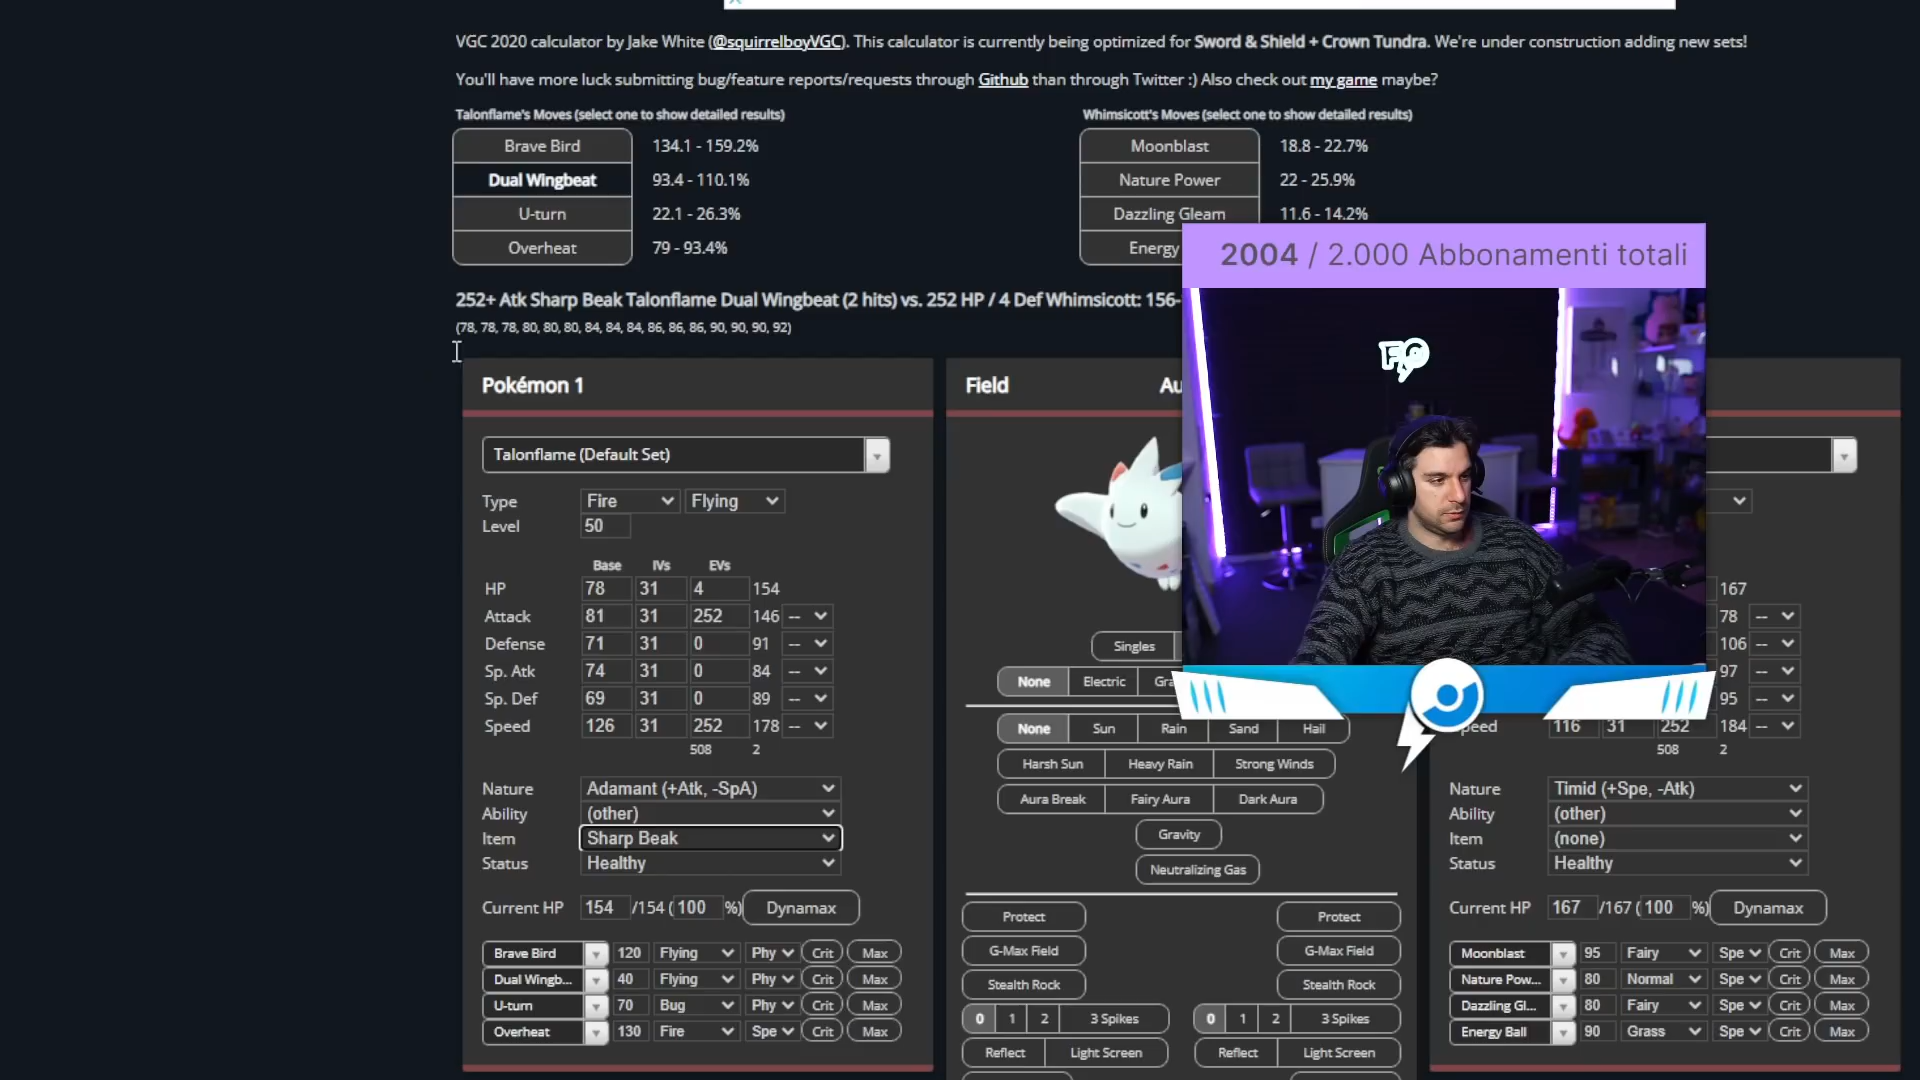 VGC 2020 calculator by Jake White (@squirrelboyVGC). This calculator is currently being optimized for Sword & Shield + Crown Tundra. We're under construction adding new sets!
You'll have more luck submitting bug/feature reports/requests through Github than through Twitter :) Also check out my game maybe?
Talonflame's Moves (select one to show detailed results)
Brave Bird 134.1 - 159.2%
Dual Wingbeat 93.4 - 110.1%
U-turn 22.1 - 26.3%
Overheat 79 - 93.4%
Whimsicott's Moves (select one to show detailed results)
Moonblast 18.8 - 22.7%
Nature Power 22 - 25.9%
Dazzling Gleam 11.6 - 14.2%
Energy
2004 / 2.000 Abbonamenti totali
252+ Atk Sharp Beak Talonflame Dual Wingbeat (2 hits) vs. 252 HP / 4 Def Whimsicott: 156-
(78, 78, 78, 80, 80, 80, 84, 84, 84, 86, 86, 86, 90, 90, 90, 92)
Pokémon 1
Talonflame (Default Set)
Type Fire Flying
Level 50
Base IVs EVs
HP 78 31 4 154
Attack 81 31 252 146 --
Defense 71 31 0 91 --
Sp. Atk 74 31 0 84 --
Sp. Def 69 31 0 89 --
Speed 126 31 252 178 --
508 2
Nature Adamant (+Atk, -SpA)
Ability (other)
Item Sharp Beak
Status Healthy
Current HP 154 /154 ( 100 %) Dynamax
Brave Bird 120 Flying Phy Crit Max
Dual Wingb... 40 Flying Phy Crit Max
U-turn 70 Bug Phy Crit Max
Overheat 130 Fire Spe Crit Max
Field
Au
Singles
None Electric Gra
None Sun Rain Sand Hail
Harsh Sun Heavy Rain Strong Winds
Aura Break Fairy Aura Dark Aura
Gravity
Neutralizing Gas
Protect Protect
G-Max Field G-Max Field
Stealth Rock Stealth Rock
0 1 2 3 Spikes 0 1 2 3 Spikes
Reflect Light Screen Reflect Light Screen
167
78 --
106 --
97 --
95 --
peed 116 31 252 184 --
508 2
Nature Timid (+Spe, -Atk)
Ability (other)
Item (none)
Status Healthy
Current HP 167 /167 ( 100 %) Dynamax
Moonblast 95 Fairy Spe Crit Max
Nature Pow... 80 Normal Spe Crit Max
Dazzling Gl... 80 Fairy Spe Crit Max
Energy Ball 90 Grass Spe Crit Max